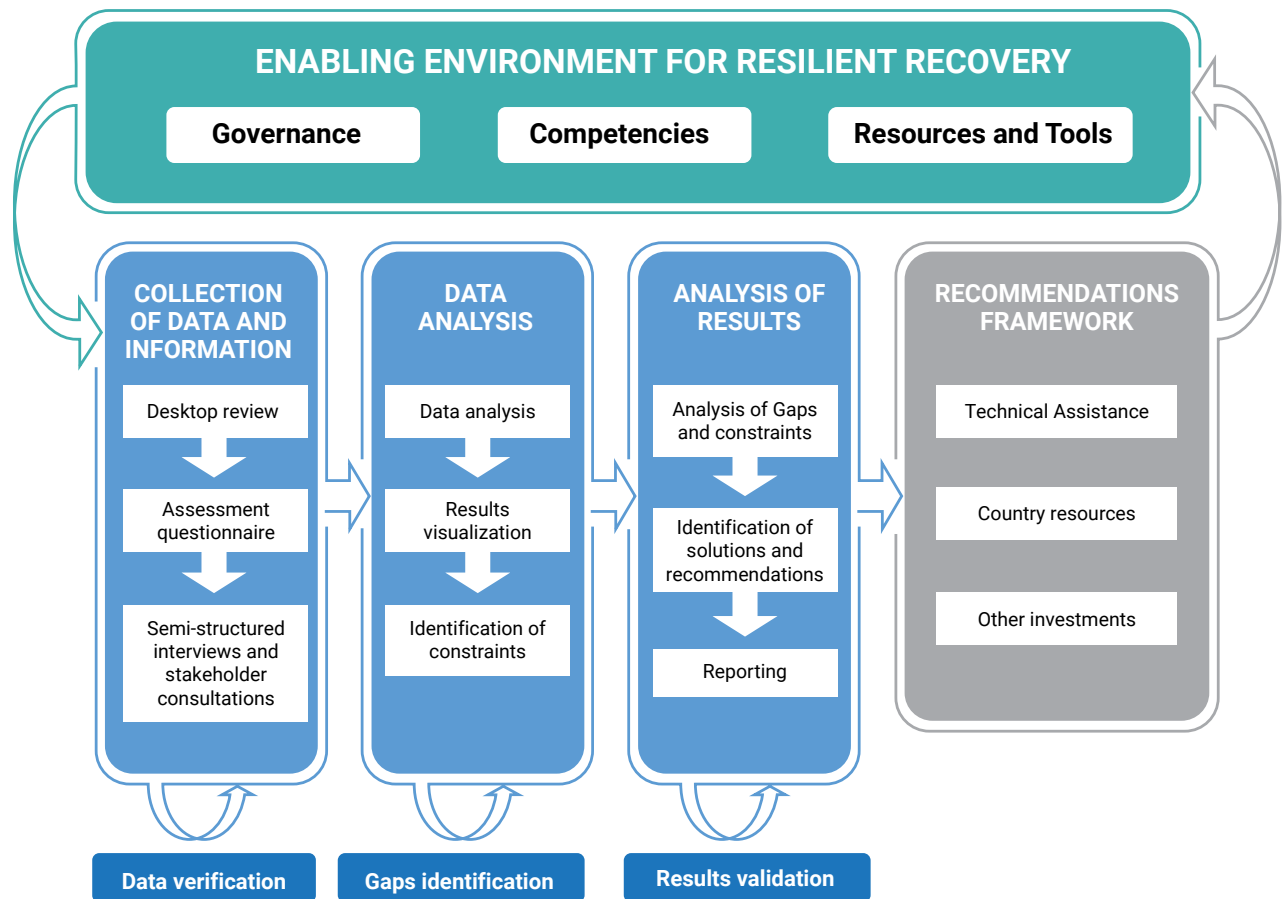 ENABLING ENVIRONMENT FOR RESILIENT RECOVERY
Governance
Competencies
Resources and Tools
COLLECTION
OF DATA AND
INFORMATION
Desktop review
Assessment
questionnaire
Semi-structured
interviews and
stakeholder
consultations
Data verification
DATA
ANALYSIS
Data analysis
Results
visualization
Identification of
constraints
Gaps identification
ANALYSIS OF
RESULTS
Analysis of Gaps
and constraints
Identification of
solutions and
recommendations
Reporting
Results validation
RECOMMENDATIONS
FRAMEWORK
Technical Assistance
Country resources
Other investments